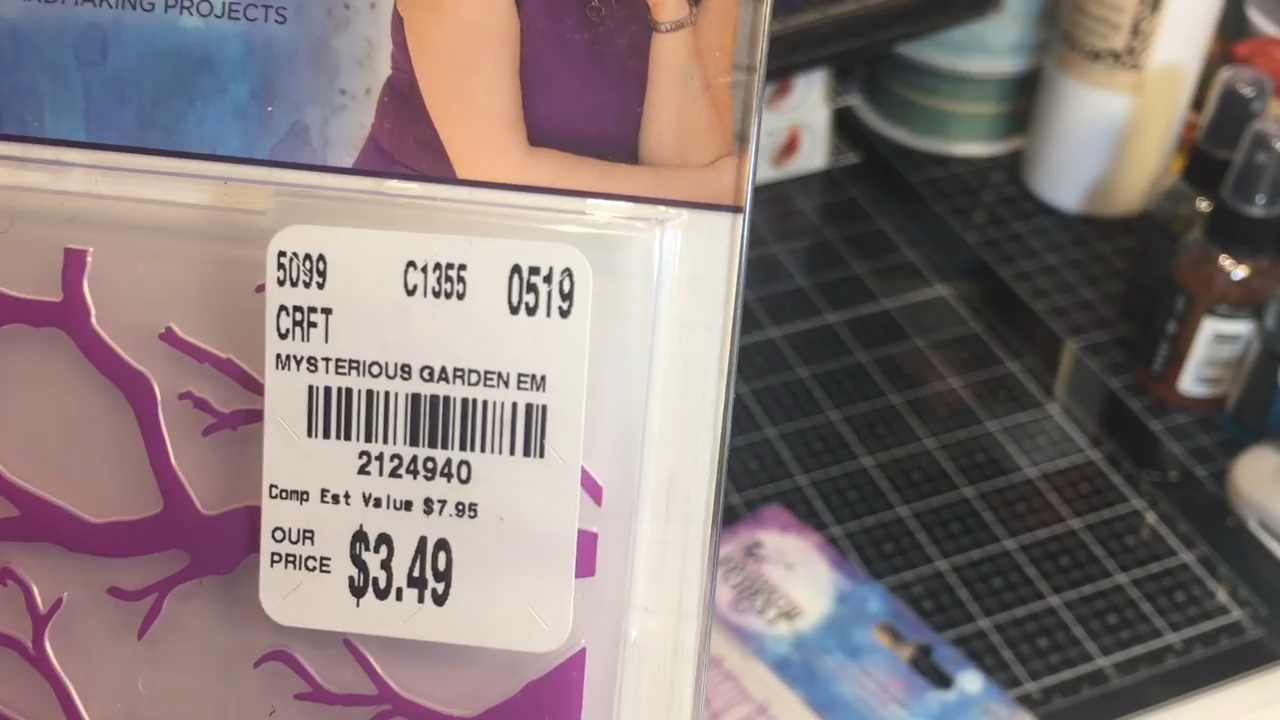 MAKING PROJECTS
5099 C1355 0519
CRFT
MYSTERIOUS GARDEN EM
2124940
Comp Est Value $7.95
OUR
PRICE $3.49